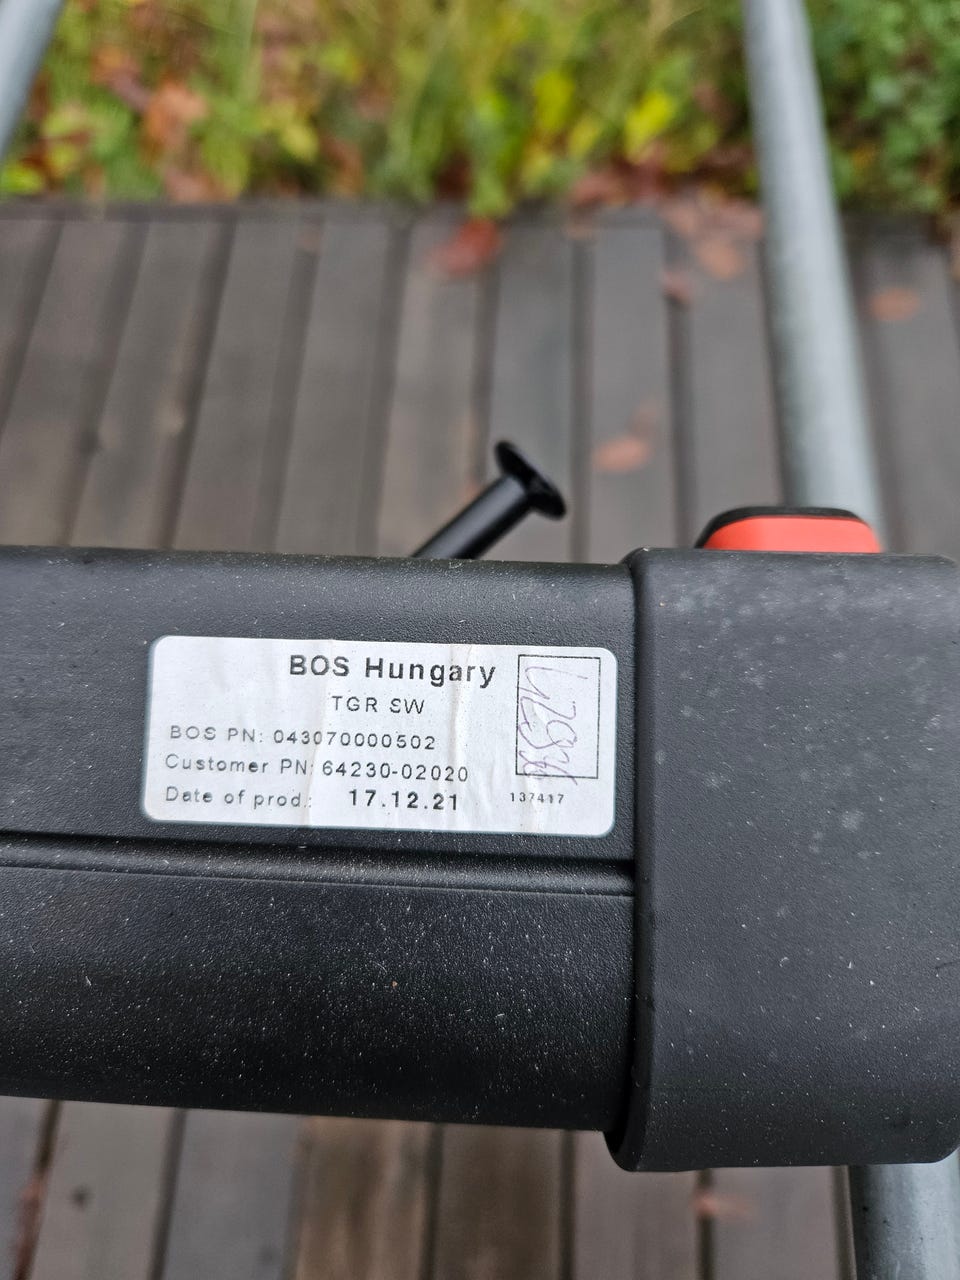 BOS Hungary
TGR SW
BOS PN: 043070000502
Customer PN: 64230-02020
Date of prod.: 17.12.21
137417